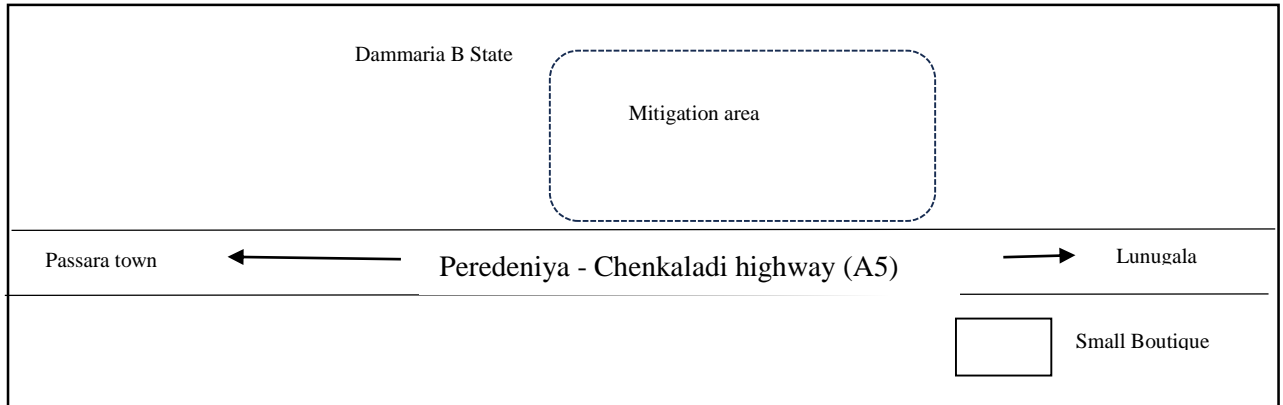 Dammaria B State
Mitigation area
Passara town
Peredeniya - Chenkaladi highway (A5)
Lunugala
Small Boutique